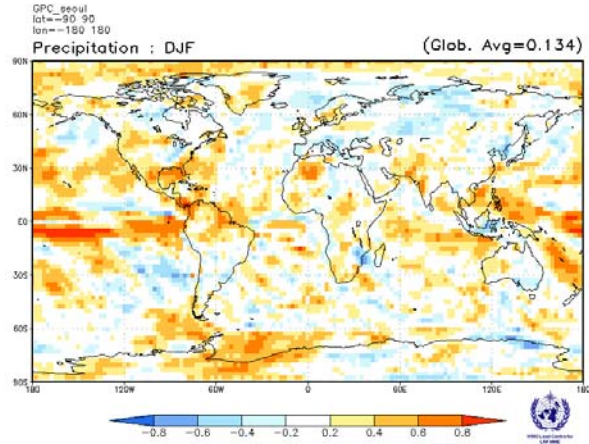 GPC_seoul
lat=-90 90
lon=-180 180
Precipitation : DJF (Glob. Avg=0.134)
90N
60N
30N
EQ
30S
60S
90S
180 120W 60W 0 60E 120E 180
-0.8 -0.6 -0.4 -0.2 0.2 0.4 0.6 0.8